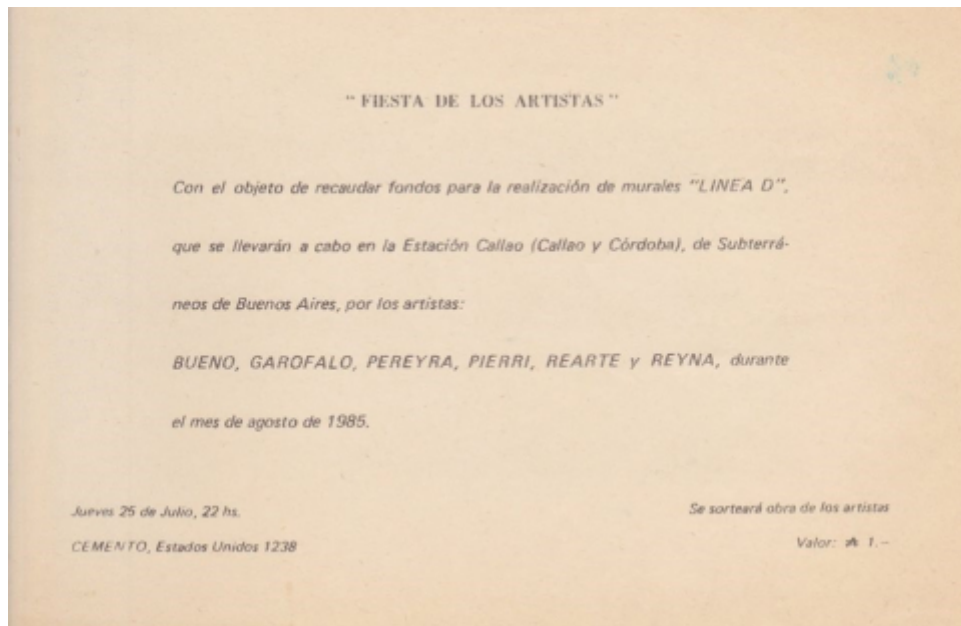 " FIESTA DE LOS ARTISTAS "
Con el objeto de recaudar fondos para la realización de murales "LINEA D",
que se llevarán a cabo en la Estación Callao (Callao y Córdoba), de Subterrá-
neos de Buenos Aires, por los artistas:
BUENO, GAROFALO, PEREYRA, PIERRI, REARTE y REYNA, durante
el mes de agosto de 1985.
Jueves 25 de Julio, 22 hs.
CEMENTO, Estados Unidos 1238
Se sorteará obra de los artistas
Valor: ₳ 1.–